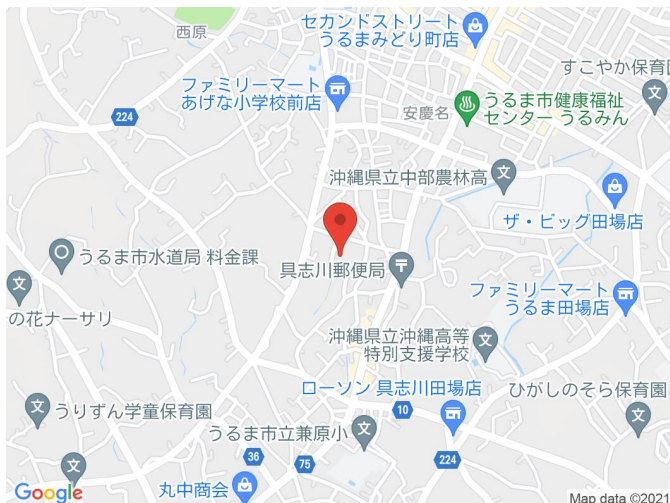 セカンドストリート
うるまみどり町店
西原
すこやか保育園
ファミリーマート
あげな小学校前店
うるま市健康福祉
センター うるみん
安慶名
224
沖縄県立中部農林高
ザ・ビッグ田場店
うるま市水道局 料金課
具志川郵便局
ファミリーマート
うるま田場店
の花ナーサリ
沖縄県立沖縄高等
特別支援学校
ローソン 具志川田場店
ひがしのそら保育園
うりずん学童保育園
10
うるま市立兼原小
36
75
224
丸中商会
Google
Map data ©2021